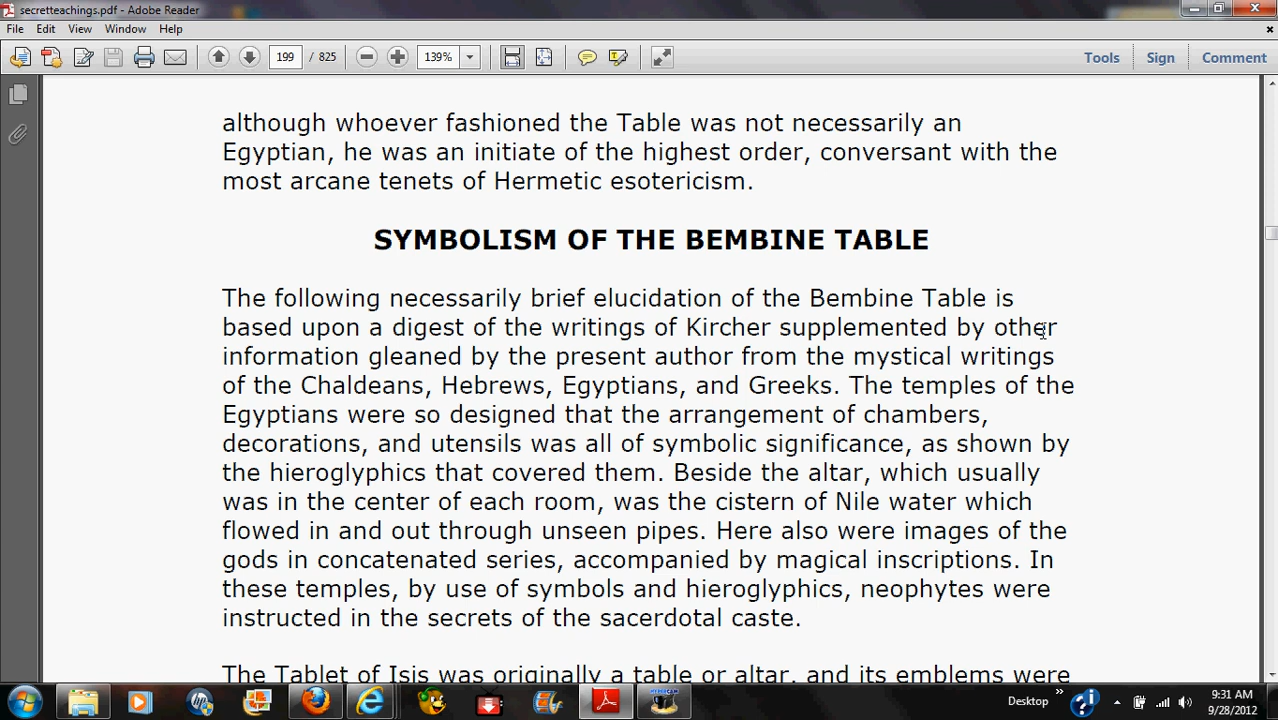 secretteachings.pdf - Adobe Reader
File Edit View Window Help
199 / 825 139% Tools Sign Comment
although whoever fashioned the Table was not necessarily an
Egyptian, he was an initiate of the highest order, conversant with the
most arcane tenets of Hermetic esotericism.
SYMBOLISM OF THE BEMBINE TABLE
The following necessarily brief elucidation of the Bembine Table is
based upon a digest of the writings of Kircher supplemented by other
information gleaned by the present author from the mystical writings
of the Chaldeans, Hebrews, Egyptians, and Greeks. The temples of the
Egyptians were so designed that the arrangement of chambers,
decorations, and utensils was all of symbolic significance, as shown by
the hieroglyphics that covered them. Beside the altar, which usually
was in the center of each room, was the cistern of Nile water which
flowed in and out through unseen pipes. Here also were images of the
gods in concatenated series, accompanied by magical inscriptions. In
these temples, by use of symbols and hieroglyphics, neophytes were
instructed in the secrets of the sacerdotal caste.
The Tablet of Isis was originally a table or altar, and its emblems were
Desktop
9:31 AM
9/28/2012